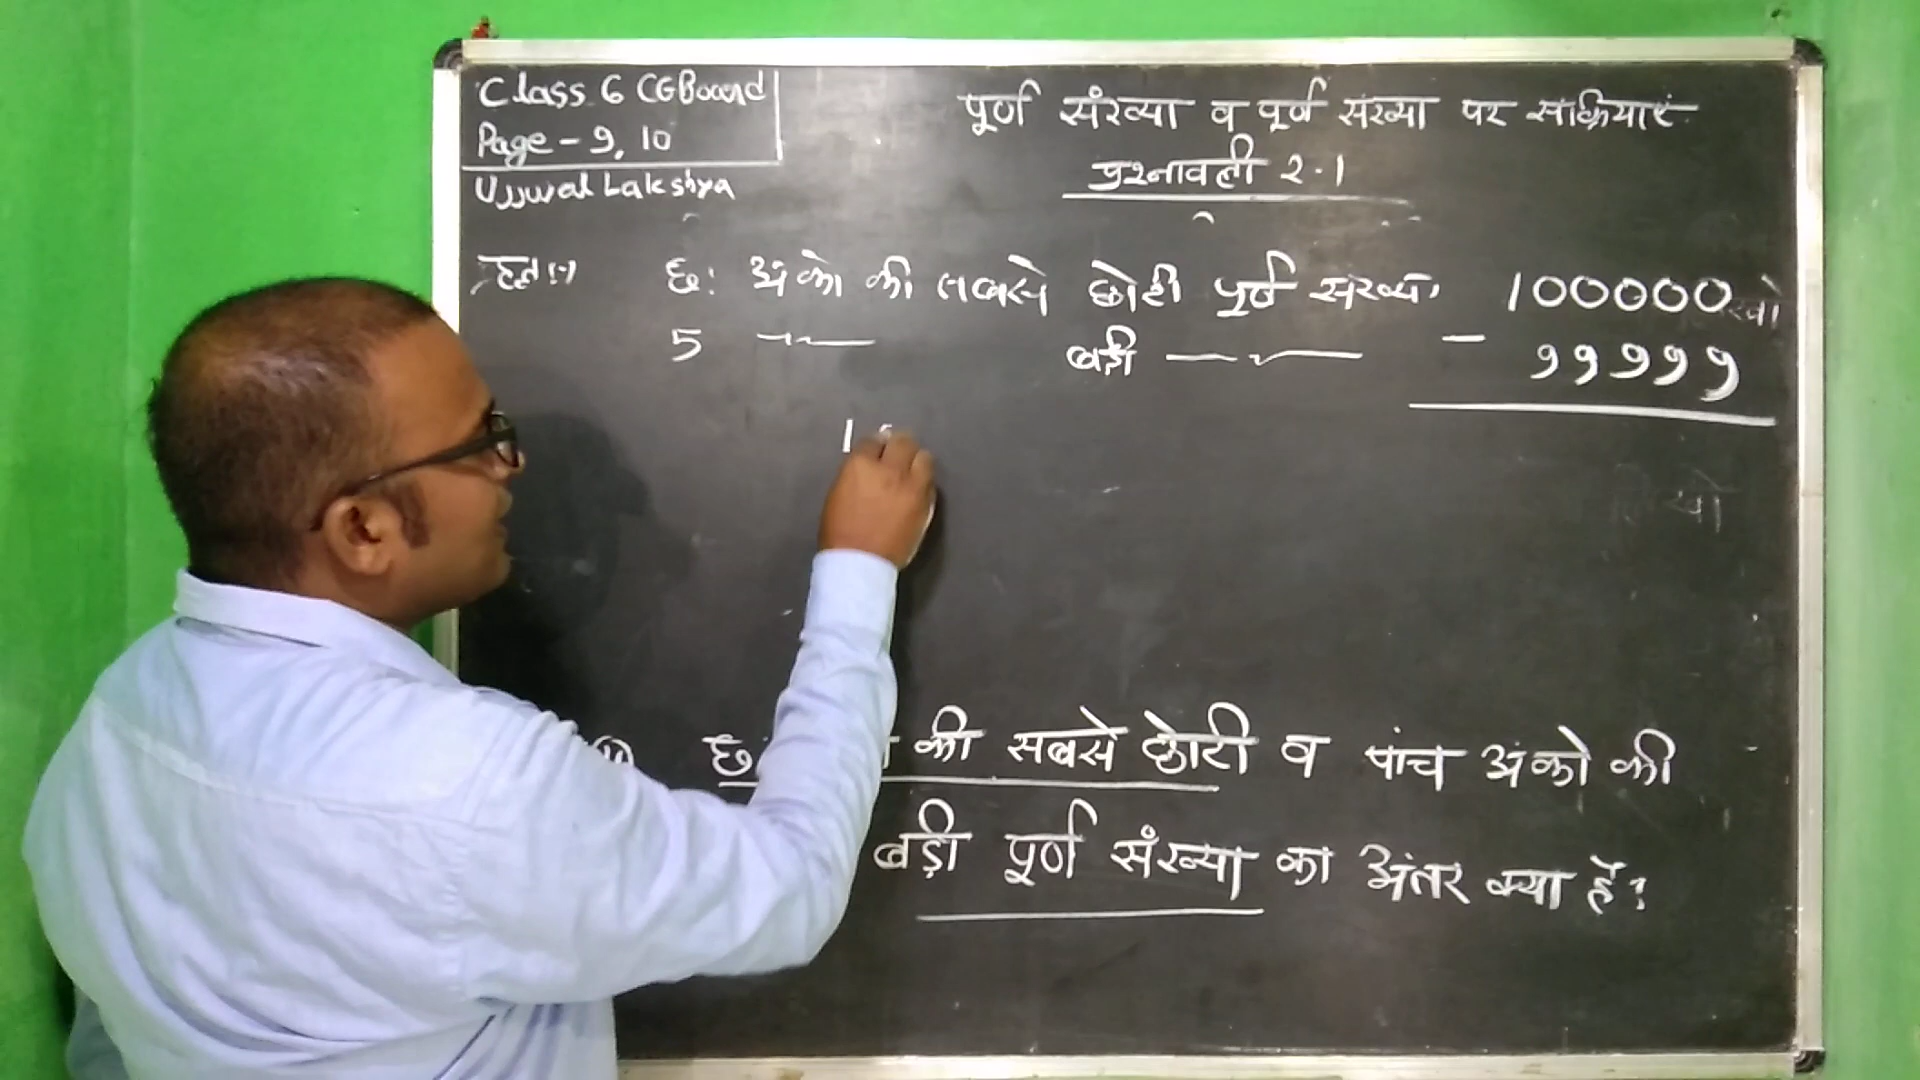 Class 6 CGBoard
Page - 9, 10
Ujjwal Lakshya
पूर्ण संख्या व पूर्ण संख्या पर संक्रियाएं
प्रश्नावली 2.1
हल :-
छ: अंको की सबसे छोटी पूर्ण संख्या 100000
5 बड़ी - 99999
1
छ: की सबसे छोटी व पांच अंको की
बड़ी पूर्ण संख्या का अंतर क्या है ?